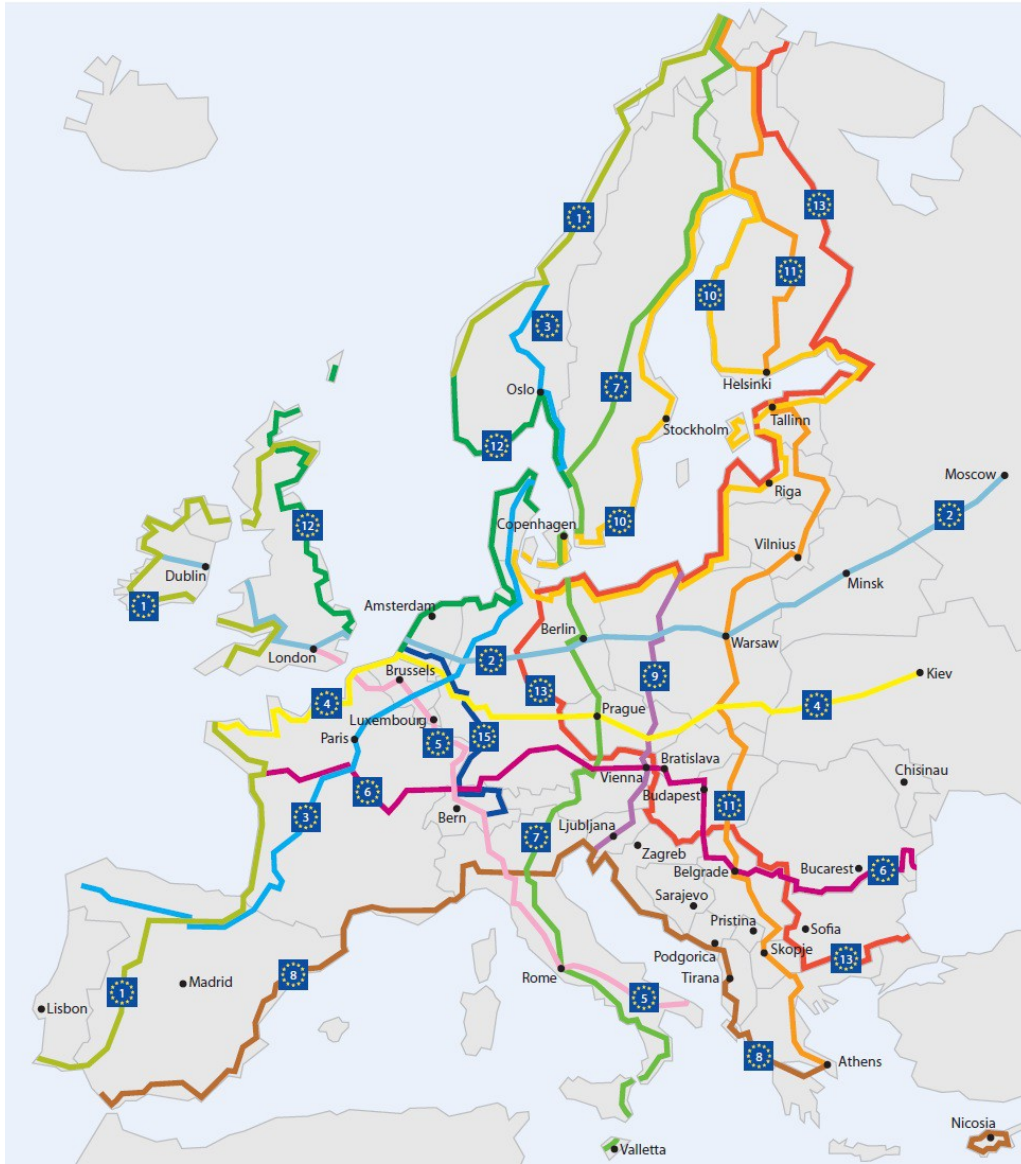 1
13
11
10
3
7
Oslo
Helsinki
Tallinn
Stockholm
12
Moscow
Riga
2
10
Copenhagen
12
Vilnius
Dublin
Minsk
1
Amsterdam
Berlin
Warsaw
London
2
Brussels
9
Kiev
13
4
4
Luxembourg
Prague
Paris
5
15
Bratislava
Vienna
Chisinau
6
Budapest
11
Bern
3
7
Ljubljana
Zagreb
Bucarest
6
Belgrade
Sarajevo
Pristina
Sofia
8
Podgorica
Skopje
13
Madrid
Rome
Tirana
1
5
Lisbon
8
Athens
Nicosia
Valletta